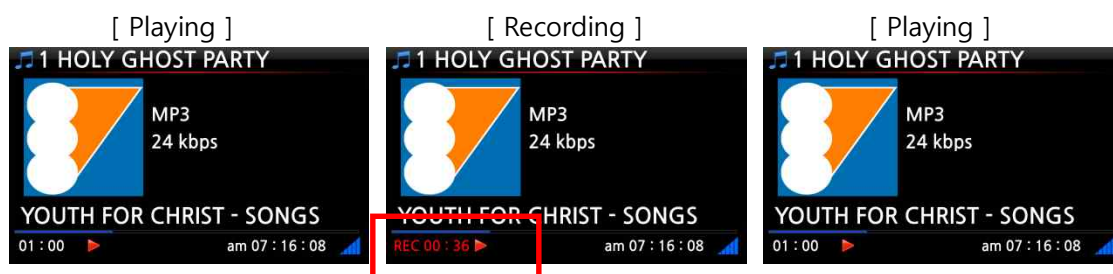 [ Playing ]
1 HOLY GHOST PARTY
MP3
24 kbps
YOUTH FOR CHRIST - SONGS
01 : 00 am 07 : 16 : 08
[ Recording ]
1 HOLY GHOST PARTY
MP3
24 kbps
YOUTH FOR CHRIST - SONGS
REC 00 : 36 am 07 : 16 : 08
[ Playing ]
1 HOLY GHOST PARTY
MP3
24 kbps
YOUTH FOR CHRIST - SONGS
01 : 00 am 07 : 16 : 08